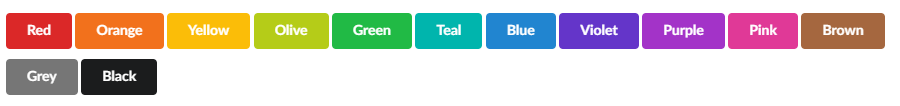 Red Orange Yellow Olive Green Teal Blue Violet Purple Pink Brown
Grey Black